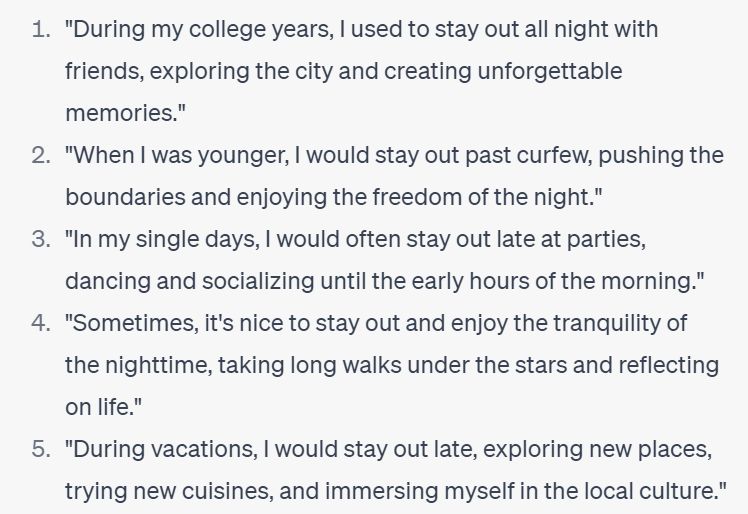 1. "During my college years, I used to stay out all night with
friends, exploring the city and creating unforgettable
memories."
2. "When I was younger, I would stay out past curfew, pushing the
boundaries and enjoying the freedom of the night."
3. "In my single days, I would often stay out late at parties,
dancing and socializing until the early hours of the morning."
4. "Sometimes, it's nice to stay out and enjoy the tranquility of
the nighttime, taking long walks under the stars and reflecting
on life."
5. "During vacations, I would stay out late, exploring new places,
trying new cuisines, and immersing myself in the local culture."